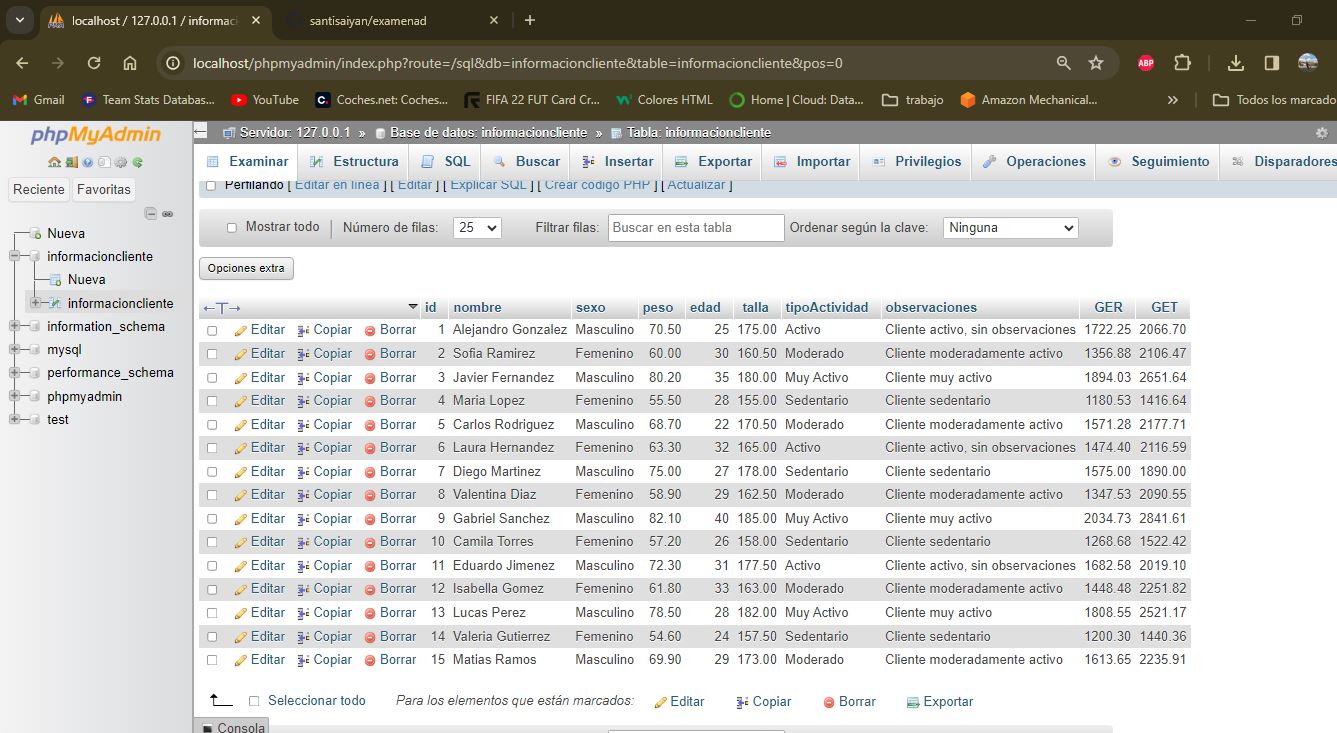 localhost / 127.0.0.1 / informac
santisaiyan/examenad
localhost/phpmyadmin/index.php?route=/sql&db=informacioncliente&table=informacioncliente&pos=0
ABP
Gmail Team Stats Databas... YouTube Coches.net: Coches... FIFA 22 FUT Card Cr... Colores HTML Home | Cloud: Data... trabajo Amazon Mechanical... » Todos los marcado
phpMyAdmin
Reciente Favoritas
Nueva
informacioncliente
Nueva
informacioncliente
information_schema
mysql
performance_schema
phpmyadmin
test
Servidor: 127.0.0.1 » Base de datos: informacioncliente » Tabla: informacioncliente
Examinar Estructura SQL Buscar Insertar Exportar Importar Privilegios Operaciones Seguimiento Disparadores
Perfilando [ Editar en línea ] [ Editar ] [ Explicar SQL ] [ Crear código PHP ] [ Actualizar ]
Mostrar todo Número de filas: 25 Filtrar filas: Buscar en esta tabla Ordenar según la clave: Ninguna
Opciones extra
←T→ id nombre sexo peso edad talla tipoActividad observaciones GER GET
Editar Copiar Borrar 1 Alejandro Gonzalez Masculino 70.50 25 175.00 Activo Cliente activo, sin observaciones 1722.25 2066.70
Editar Copiar Borrar 2 Sofia Ramirez Femenino 60.00 30 160.50 Moderado Cliente moderadamente activo 1356.88 2106.47
Editar Copiar Borrar 3 Javier Fernandez Masculino 80.20 35 180.00 Muy Activo Cliente muy activo 1894.03 2651.64
Editar Copiar Borrar 4 Maria Lopez Femenino 55.50 28 155.00 Sedentario Cliente sedentario 1180.53 1416.64
Editar Copiar Borrar 5 Carlos Rodriguez Masculino 68.70 22 170.50 Moderado Cliente moderadamente activo 1571.28 2177.71
Editar Copiar Borrar 6 Laura Hernandez Femenino 63.30 32 165.00 Activo Cliente activo, sin observaciones 1474.40 2116.59
Editar Copiar Borrar 7 Diego Martinez Masculino 75.00 27 178.00 Sedentario Cliente sedentario 1575.00 1890.00
Editar Copiar Borrar 8 Valentina Diaz Femenino 58.90 29 162.50 Moderado Cliente moderadamente activo 1347.53 2090.55
Editar Copiar Borrar 9 Gabriel Sanchez Masculino 82.10 40 185.00 Muy Activo Cliente muy activo 2034.73 2841.61
Editar Copiar Borrar 10 Camila Torres Femenino 57.20 26 158.00 Sedentario Cliente sedentario 1268.68 1522.42
Editar Copiar Borrar 11 Eduardo Jimenez Masculino 72.30 31 177.50 Activo Cliente activo, sin observaciones 1682.58 2019.10
Editar Copiar Borrar 12 Isabella Gomez Femenino 61.80 33 163.00 Moderado Cliente moderadamente activo 1448.48 2251.82
Editar Copiar Borrar 13 Lucas Perez Masculino 78.50 28 182.00 Muy Activo Cliente muy activo 1808.55 2521.17
Editar Copiar Borrar 14 Valeria Gutierrez Femenino 54.60 24 157.50 Sedentario Cliente sedentario 1200.30 1440.36
Editar Copiar Borrar 15 Matias Ramos Masculino 69.90 29 173.00 Moderado Cliente moderadamente activo 1613.65 2235.91
Seleccionar todo Para los elementos que están marcados: Editar Copiar Borrar Exportar
Consola